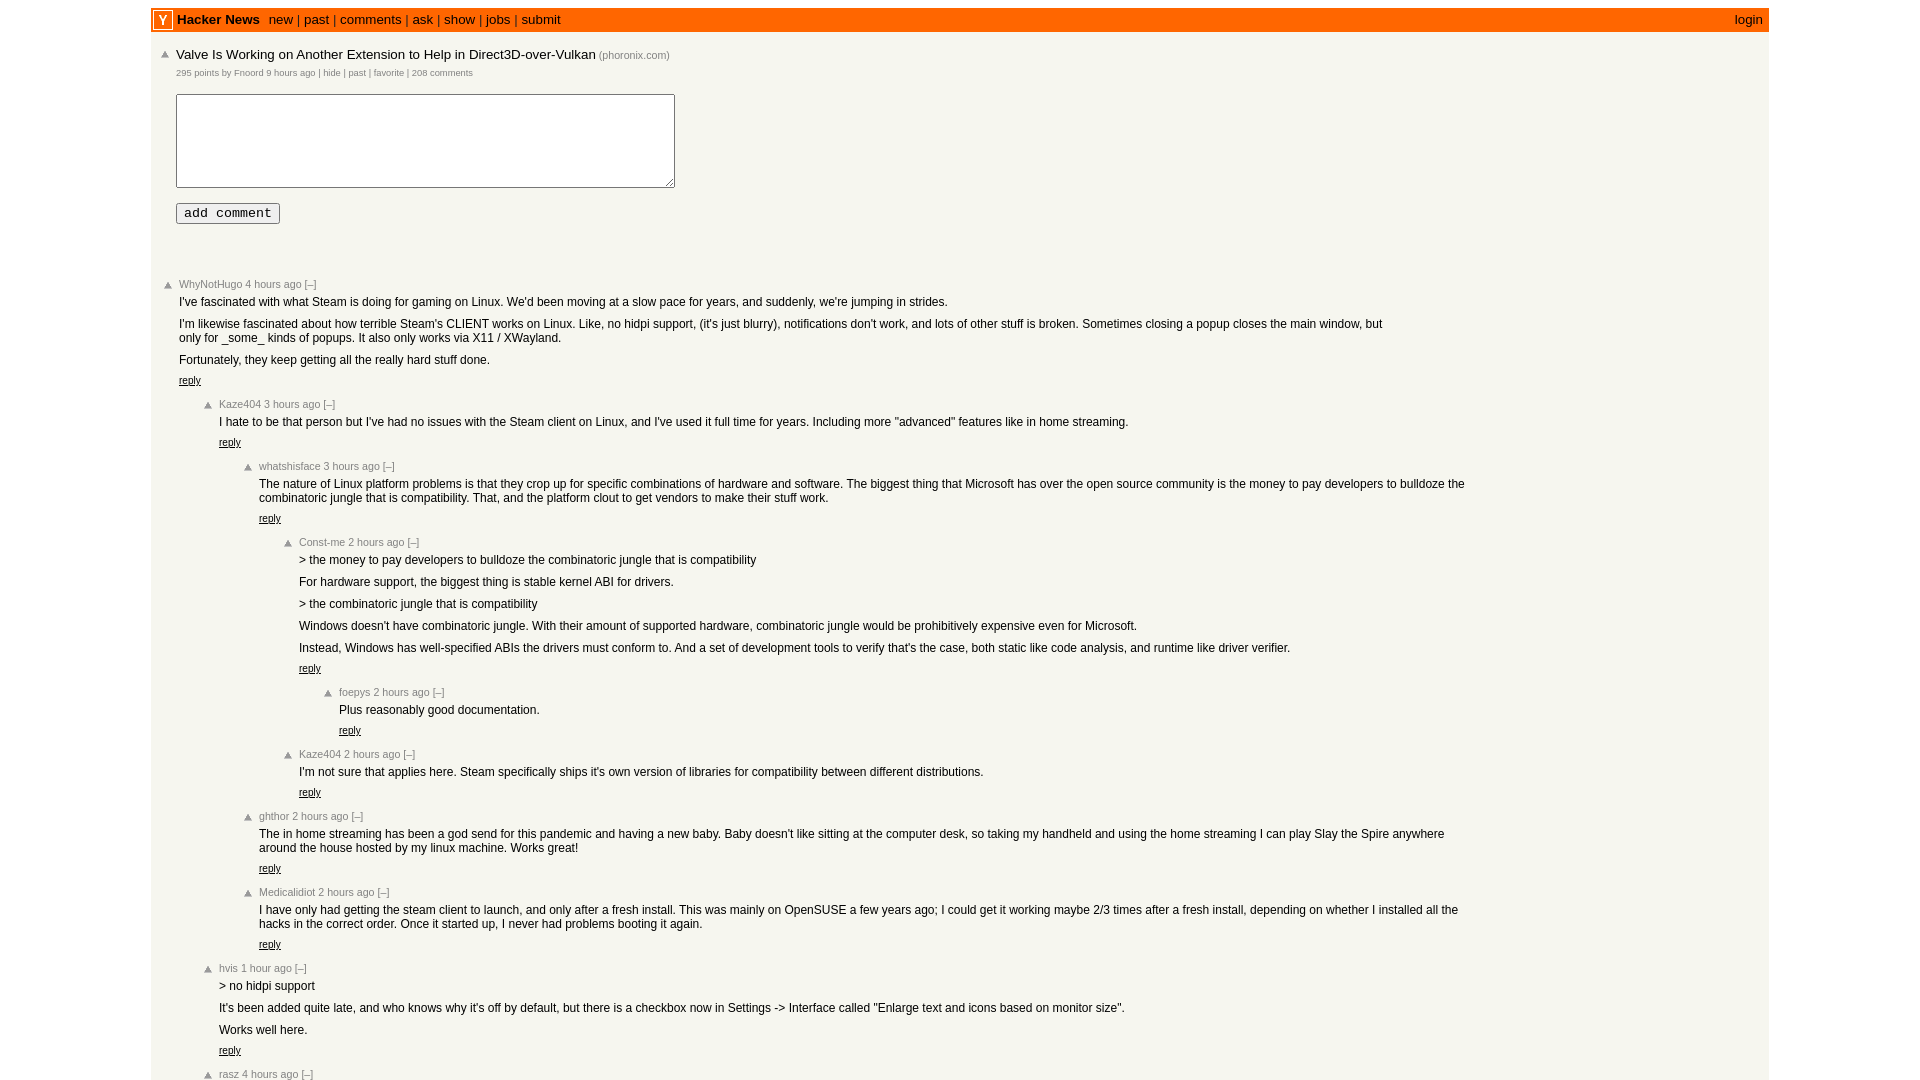 Y Hacker News new | past | comments | ask | show | jobs | submit login
Valve Is Working on Another Extension to Help in Direct3D-over-Vulkan (phoronix.com)
295 points by Fnoord 9 hours ago | hide | past | favorite | 208 comments
add comment
WhyNotHugo 4 hours ago [–]
I've fascinated with what Steam is doing for gaming on Linux. We'd been moving at a slow pace for years, and suddenly, we're jumping in strides.
I'm likewise fascinated about how terrible Steam's CLIENT works on Linux. Like, no hidpi support, (it's just blurry), notifications don't work, and lots of other stuff is broken. Sometimes closing a popup closes the main window, but
only for _some_ kinds of popups. It also only works via X11 / XWayland.
Fortunately, they keep getting all the really hard stuff done.
reply
Kaze404 3 hours ago [–]
I hate to be that person but I've had no issues with the Steam client on Linux, and I've used it full time for years. Including more "advanced" features like in home streaming.
reply
whatshisface 3 hours ago [–]
The nature of Linux platform problems is that they crop up for specific combinations of hardware and software. The biggest thing that Microsoft has over the open source community is the money to pay developers to bulldoze the
combinatoric jungle that is compatibility. That, and the platform clout to get vendors to make their stuff work.
reply
Const-me 2 hours ago [–]
> the money to pay developers to bulldoze the combinatoric jungle that is compatibility
For hardware support, the biggest thing is stable kernel ABI for drivers.
> the combinatoric jungle that is compatibility
Windows doesn't have combinatoric jungle. With their amount of supported hardware, combinatoric jungle would be prohibitively expensive even for Microsoft.
Instead, Windows has well-specified ABIs the drivers must conform to. And a set of development tools to verify that's the case, both static like code analysis, and runtime like driver verifier.
reply
foepys 2 hours ago [–]
Plus reasonably good documentation.
reply
Kaze404 2 hours ago [–]
I'm not sure that applies here. Steam specifically ships it's own version of libraries for compatibility between different distributions.
reply
ghthor 2 hours ago [–]
The in home streaming has been a god send for this pandemic and having a new baby. Baby doesn't like sitting at the computer desk, so taking my handheld and using the home streaming I can play Slay the Spire anywhere
around the house hosted by my linux machine. Works great!
reply
Medicalidiot 2 hours ago [–]
I have only had getting the steam client to launch, and only after a fresh install. This was mainly on OpenSUSE a few years ago; I could get it working maybe 2/3 times after a fresh install, depending on whether I installed all the
hacks in the correct order. Once it started up, I never had problems booting it again.
reply
hvis 1 hour ago [–]
> no hidpi support
It's been added quite late, and who knows why it's off by default, but there is a checkbox now in Settings -> Interface called "Enlarge text and icons based on monitor size".
Works well here.
reply
rasz 4 hours ago [–]